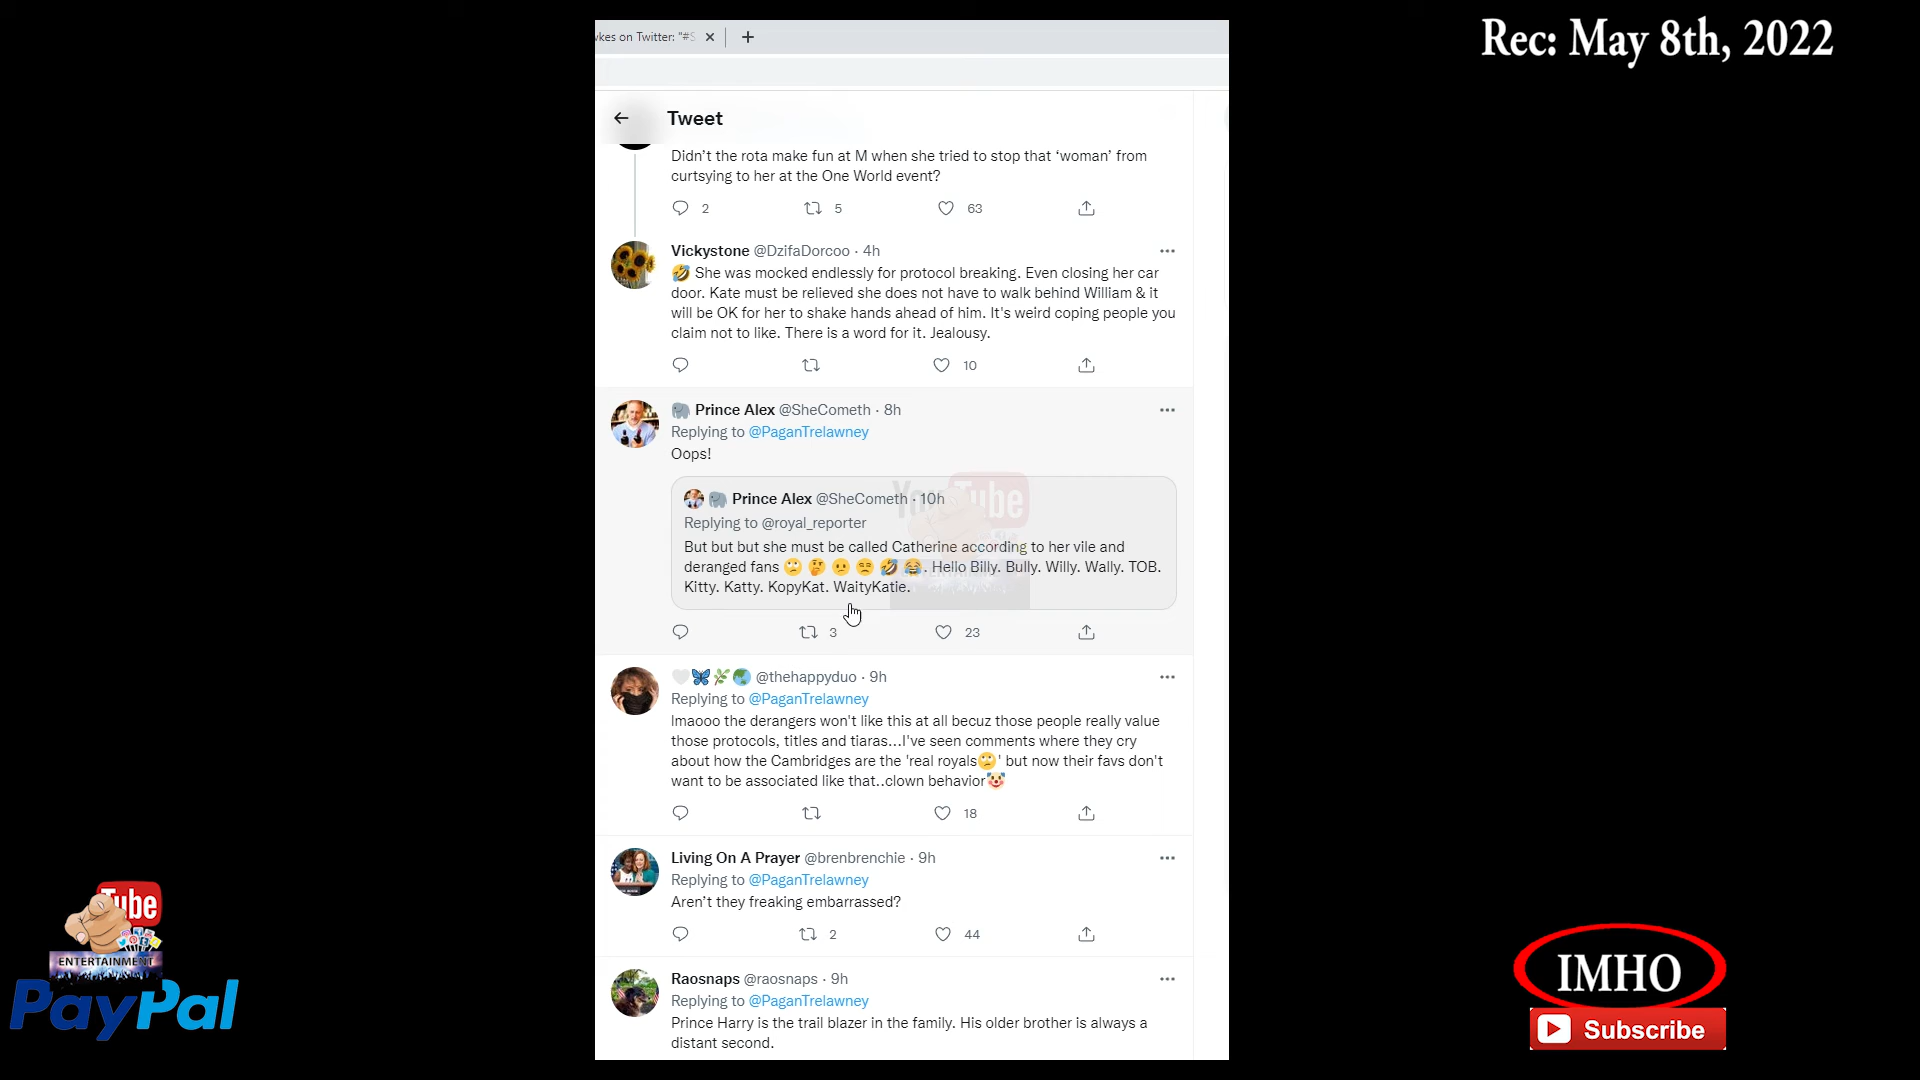 Rec: May 8th, 2022
wkes on Twitter: "#S
Tweet
Didn’t the rota make fun at M when she tried to stop that ‘woman’ from
curtsying to her at the One World event?
2 5 63
Vickystone @DzifaDorcoo · 4h
🤣 She was mocked endlessly for protocol breaking. Even closing her car
door. Kate must be relieved she does not have to walk behind William & it
will be OK for her to shake hands ahead of him. It's weird coping people you
claim not to like. There is a word for it. Jealousy.
10
🐘 Prince Alex @SheCometh · 8h
Replying to @PaganTrelawney
Oops!
🐘 Prince Alex @SheCometh · 10h
Replying to @royal_reporter
But but but she must be called Catherine according to her vile and
deranged fans 🙄 🤔 😕 😒 🤣 😂. Hello Billy. Bully. Willy. Wally. TOB.
Kitty. Katty. KopyKat. WaityKatie.
3 23
🤍🦋🌿🌏 @thehappyduo · 9h
Replying to @PaganTrelawney
lmaooo the derangers won't like this at all becuz those people really value
those protocols, titles and tiaras...I've seen comments where they cry
about how the Cambridges are the 'real royals🙄' but now their favs don't
want to be associated like that..clown behavior🤡
18
Living On A Prayer @brenbrenchie · 9h
Replying to @PaganTrelawney
Aren’t they freaking embarrassed?
2 44
Raosnaps @raosnaps · 9h
Replying to @PaganTrelawney
Prince Harry is the trail blazer in the family. His older brother is always a
distant second.
Tube
ENTERTAINMENT
PayPal
IMHO
Subscribe